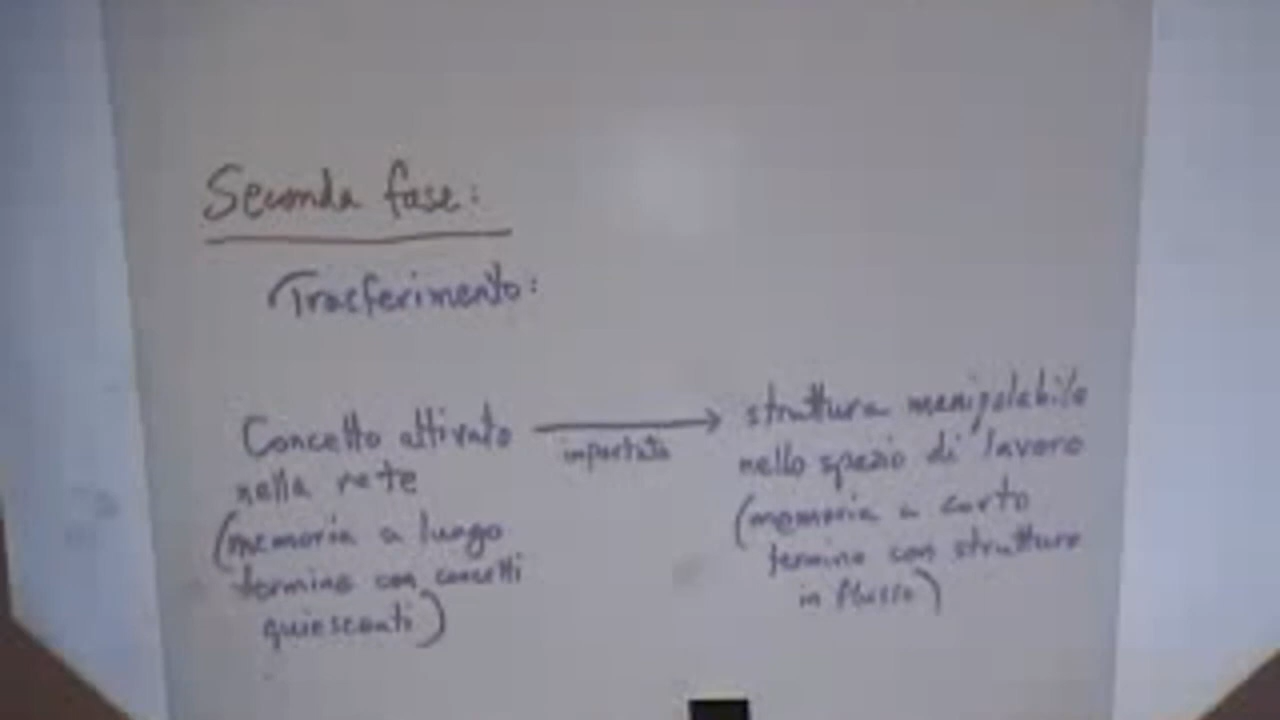 Seconda fase:
Trasferimento:
Concetto attivato
nella rete
(memoria a lungo
termine con concetti
quiescenti)
importato
struttura manipolabile
nello spazio di lavoro
(memoria a corto
termine con strutture
in flusso)